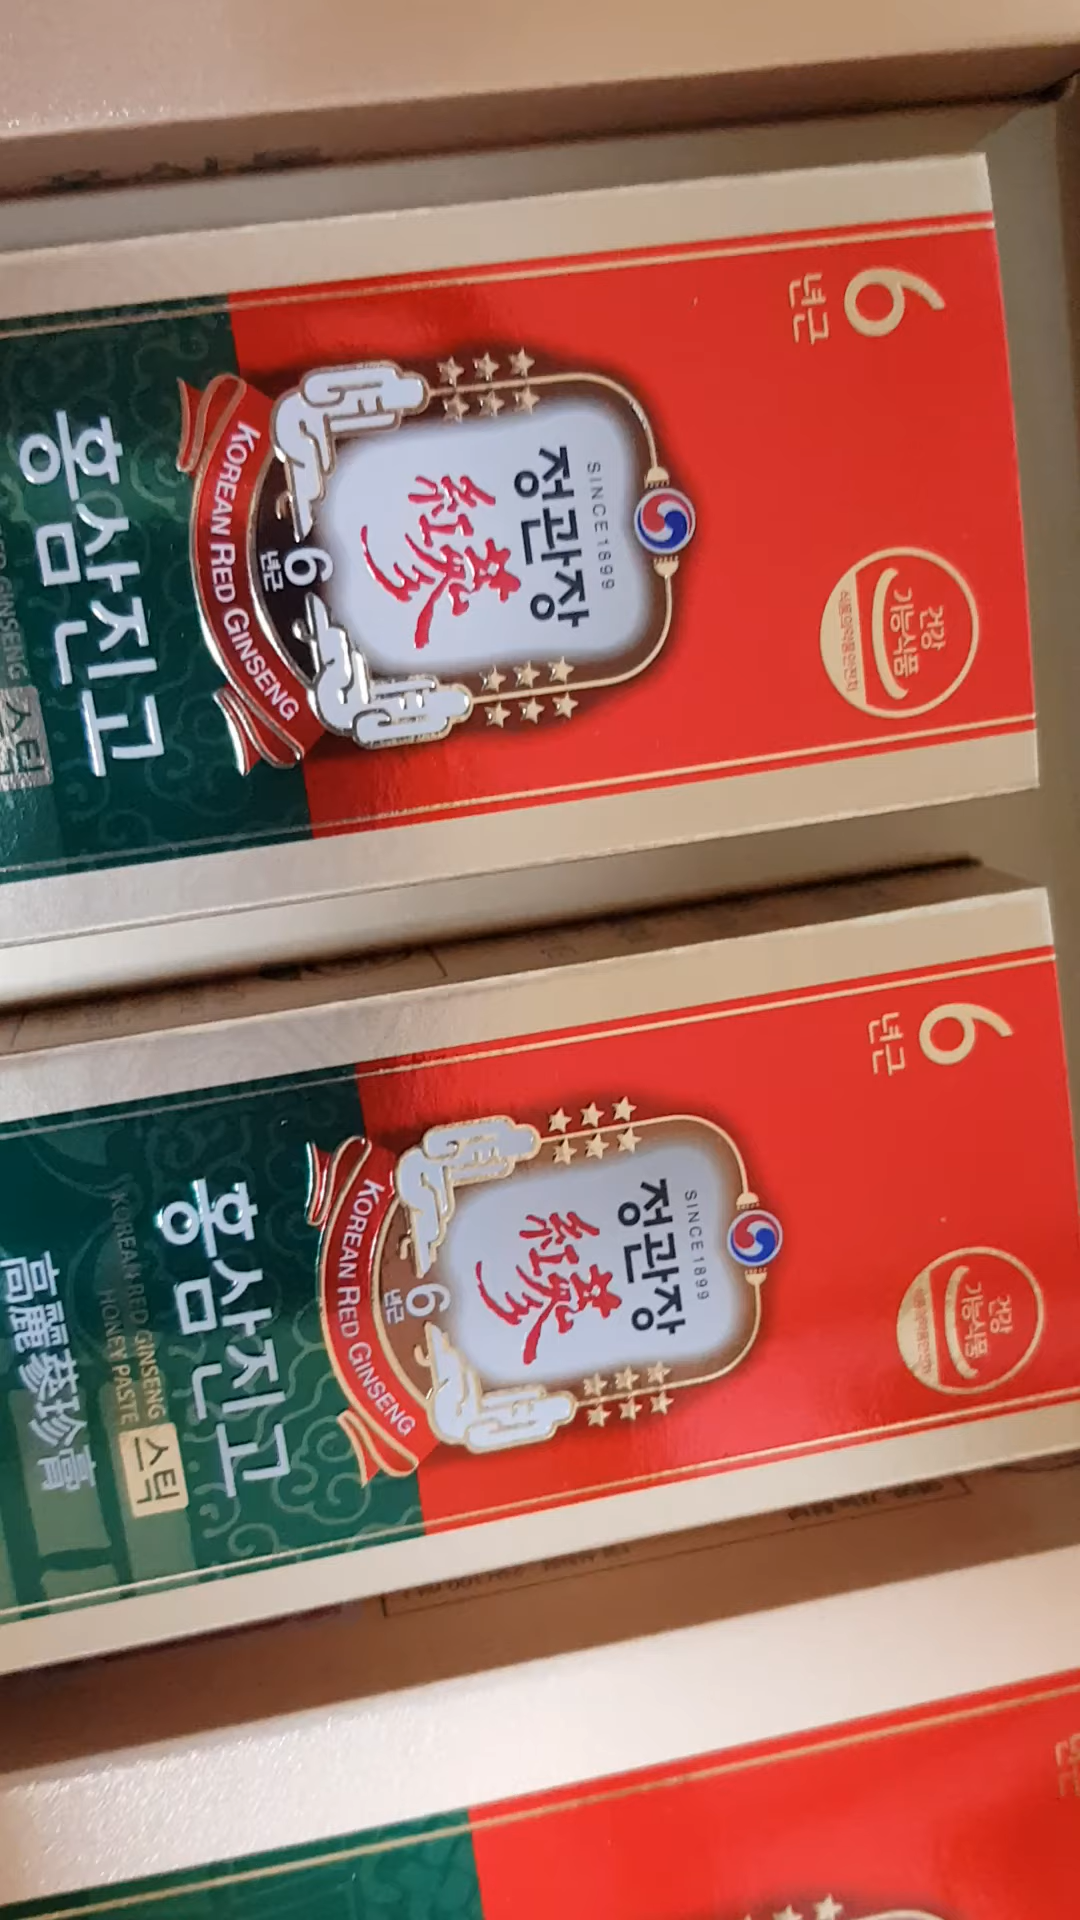 6
년근
건강
기능식품
SINCE 1899
정관장
紅蔘
6
년근
KOREAN RED GINSENG
홍삼진고
GINSENG
스틱
6
년근
건강
기능식품
SINCE 1899
정관장
紅蔘
6
년근
KOREAN RED GINSENG
홍삼진고
KOREAN RED GINSENG
HONEY PASTE
스틱
高麗蔘珍膏
년근